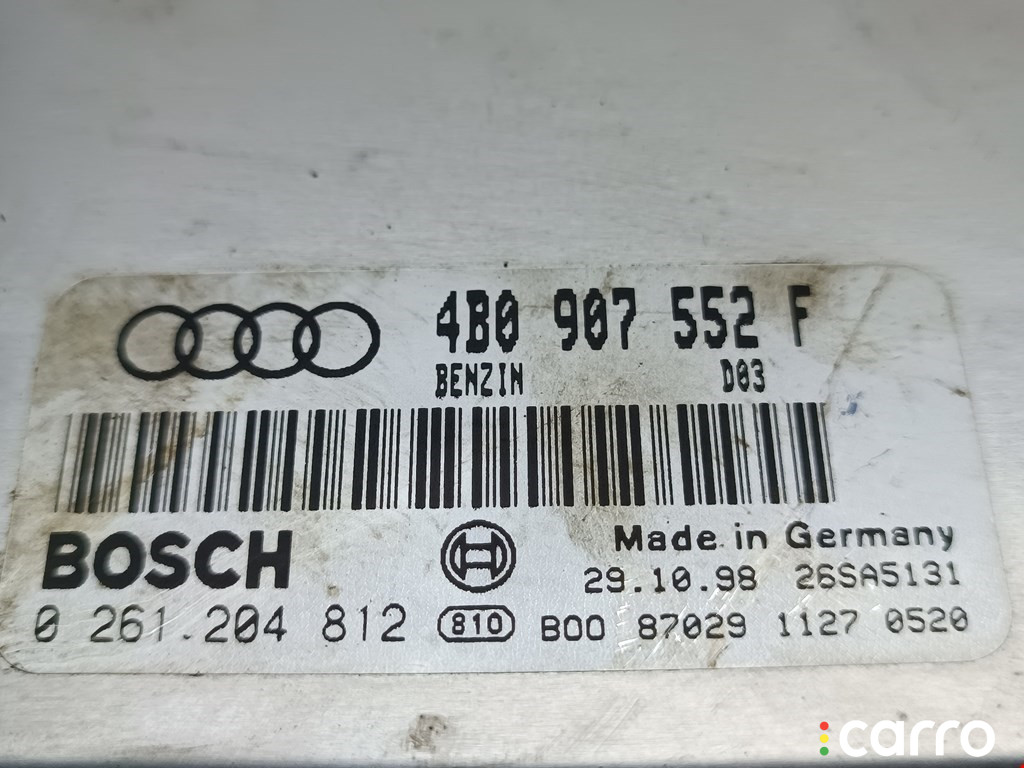 4B0 907 552 F
BENZIN D03
BOSCH
Made in Germany
29.10.98 26SA5131
0 261.204 812 810 B00 87029 1127 0520
carro